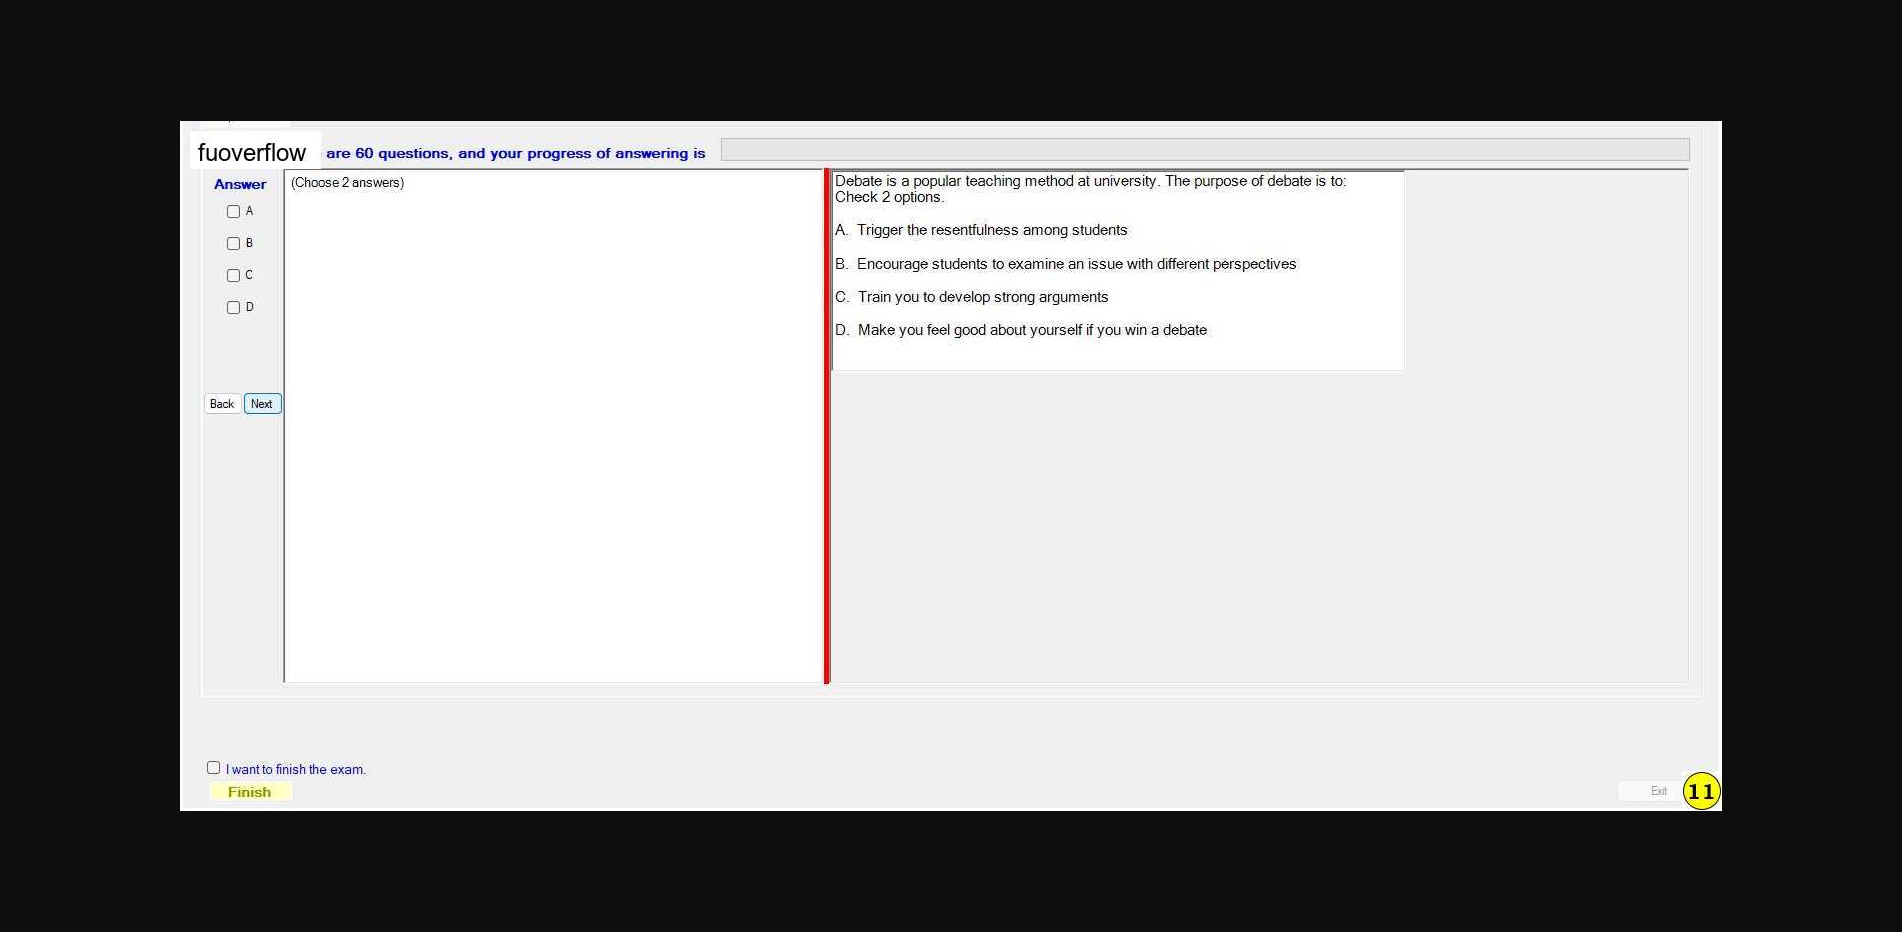 fuoverflow are 60 questions, and your progress of answering is
Answer
(Choose 2 answers)
A
B
C
D
Back Next
Debate is a popular teaching method at university. The purpose of debate is to:
Check 2 options.
A. Trigger the resentfulness among students
B. Encourage students to examine an issue with different perspectives
C. Train you to develop strong arguments
D. Make you feel good about yourself if you win a debate
I want to finish the exam.
Finish
Exit
11